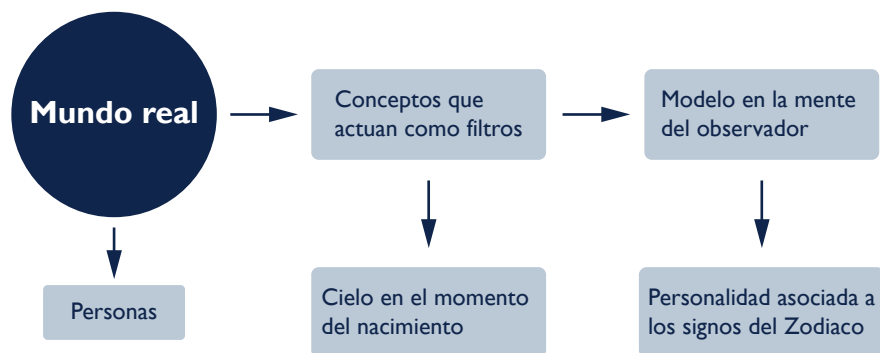 Mundo real
Conceptos que
actuan como filtros
Modelo en la mente
del observador
Personas
Cielo en el momento
del nacimiento
Personalidad asociada a
los signos del Zodiaco